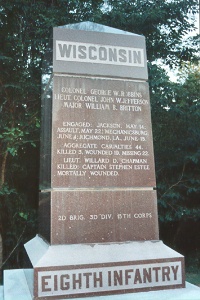 WISCONSIN
COLONEL GEORGE W. ROBBINS
LIEUT. COLONEL JOHN W. JEFFERSON
MAJOR WILLIAM B. BRITTON
ENGAGED: JACKSON, MAY 14,
ASSAULT, MAY 22; MECHANICSBURG,
JUNE 4; RICHMOND, LA., JUNE 15.
AGGREGATE CASUALTIES 44,
KILLED 3, WOUNDED 19, MISSING 22,
LIEUT. WILLARD D. CHAPMAN
KILLED; CAPTAIN STEPHEN ESTEE
MORTALLY WOUNDED.
2D BRIG. 3D DIV. 15TH CORPS
EIGHTH INFANTRY